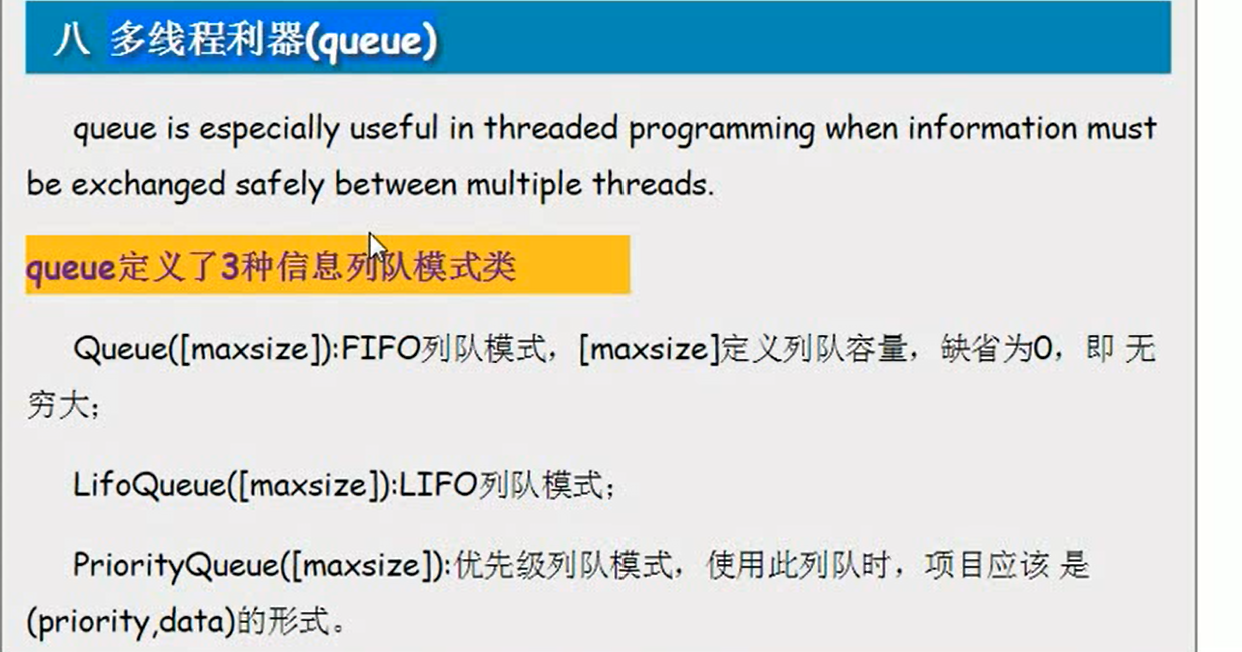 八 多线程利器(queue)
queue is especially useful in threaded programming when information must
be exchanged safely between multiple threads.
queue定义了3种信息列队模式类
Queue([maxsize]):FIFO列队模式，[maxsize]定义列队容量，缺省为0，即 无
穷大；
LifoQueue([maxsize]):LIFO列队模式；
PriorityQueue([maxsize]):优先级列队模式，使用此列队时，项目应该 是
(priority,data)的形式。